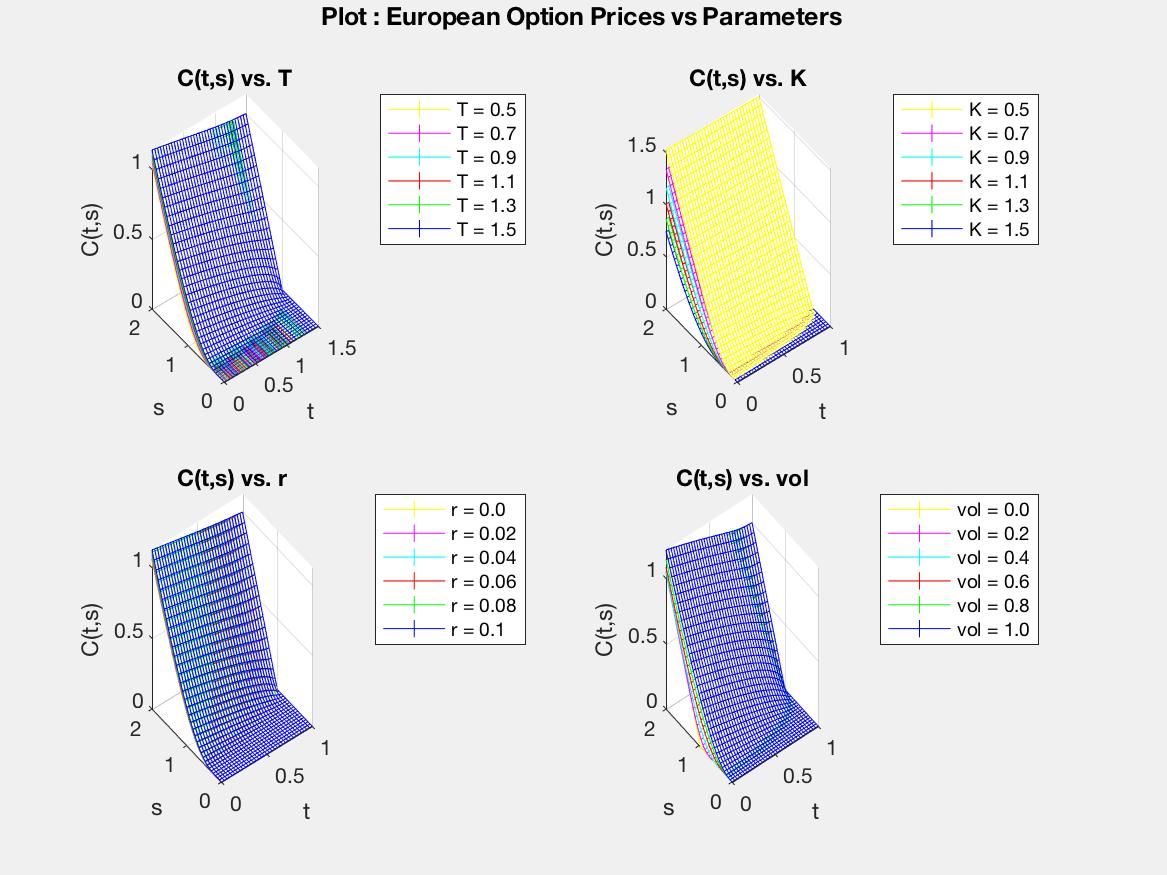 Plot : European Option Prices vs Parameters
C(t,s) vs. T
C(t,s)
1
0.5
0
2
1
0
s
0
0.5
1
1.5
t
T = 0.5
T = 0.7
T = 0.9
T = 1.1
T = 1.3
T = 1.5
C(t,s) vs. K
C(t,s)
1.5
1
0.5
0
2
1
0
s
0
0.5
1
t
K = 0.5
K = 0.7
K = 0.9
K = 1.1
K = 1.3
K = 1.5
C(t,s) vs. r
C(t,s)
1
0.5
0
2
1
0
s
0
0.5
1
t
r = 0.0
r = 0.02
r = 0.04
r = 0.06
r = 0.08
r = 0.1
C(t,s) vs. vol
C(t,s)
1
0.5
0
2
1
0
s
0
0.5
1
t
vol = 0.0
vol = 0.2
vol = 0.4
vol = 0.6
vol = 0.8
vol = 1.0